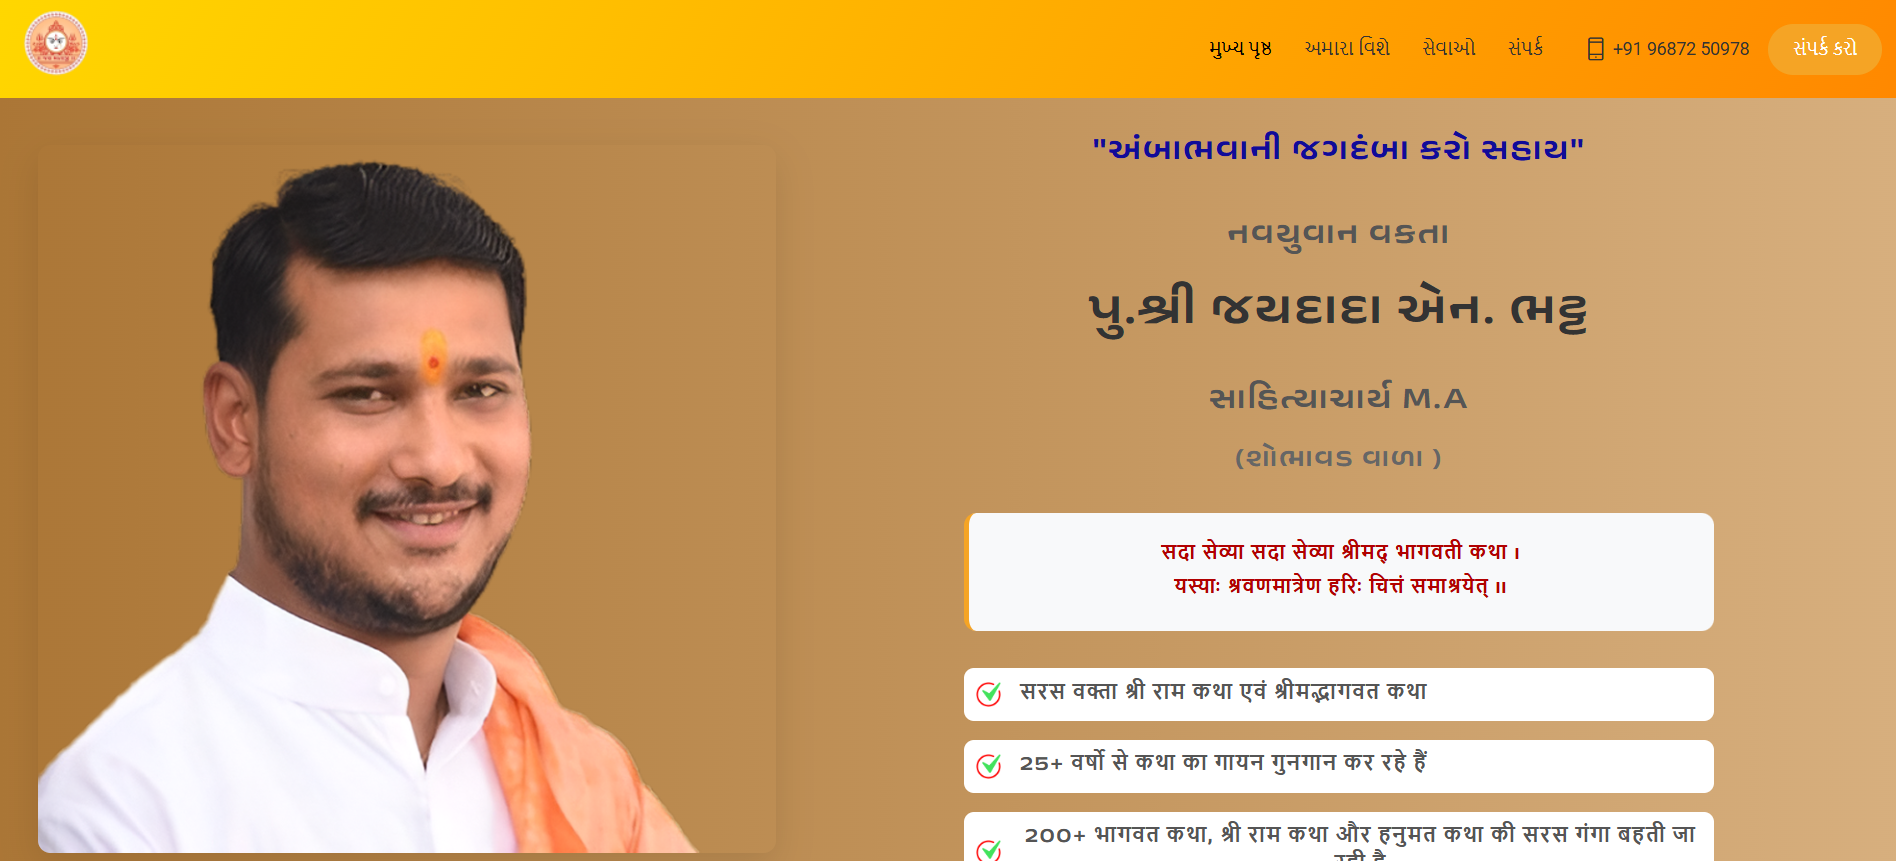 મુખ્ય પૃષ્ઠ અમારા વિશે સેવાઓ સંપર્ક +91 96872 50978 સંપર્ક કરો
"અંબાભવાની જગદંબા કરો સહાય"
નવયુવાન વકતા
પુ.શ્રી જયદાદા એન. ભટ્ટ
સાહિત્યાચાર્ય M.A
(શોભાવડ વાળા )
सदा सेव्या सदा सेव्या श्रीमद् भागवती कथा ।
यस्याः श्रवणमात्रेण हरिः चित्तं समाश्रयेत् ॥
सरस वक्ता श्री राम कथा एवं श्रीमद्भागवत कथा
25+ वर्षो से कथा का गायन गुनगान कर रहे हैं
200+ भागवत कथा, श्री राम कथा और हनुमत कथा की सरस गंगा बहती जा